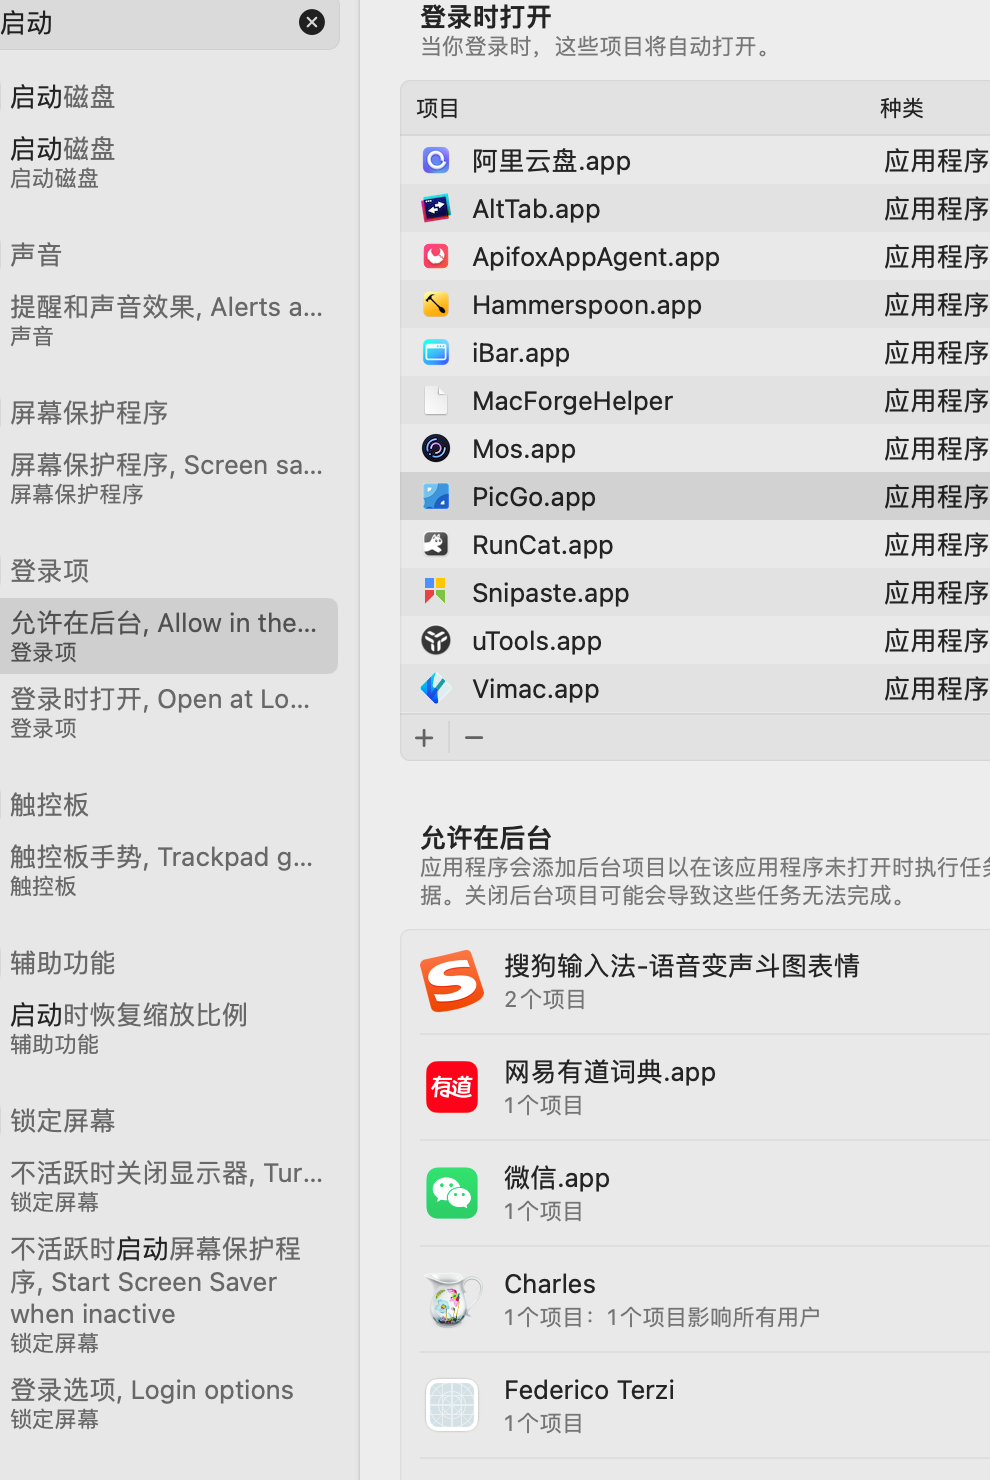 启动
启动磁盘
启动磁盘
启动磁盘
声音
提醒和声音效果, Alerts a...
声音
屏幕保护程序
屏幕保护程序, Screen sa...
屏幕保护程序
登录项
允许在后台, Allow in the...
登录项
登录时打开, Open at Lo...
登录项
触控板
触控板手势, Trackpad g...
触控板
辅助功能
启动时恢复缩放比例
辅助功能
锁定屏幕
不活跃时关闭显示器, Tur...
锁定屏幕
不活跃时启动屏幕保护程
序, Start Screen Saver
when inactive
锁定屏幕
登录选项, Login options
锁定屏幕
登录时打开
当你登录时，这些项目将自动打开。
项目 种类
阿里云盘.app 应用程序
AltTab.app 应用程序
ApifoxAppAgent.app 应用程序
Hammerspoon.app 应用程序
iBar.app 应用程序
MacForgeHelper 应用程序
Mos.app 应用程序
PicGo.app 应用程序
RunCat.app 应用程序
Snipaste.app 应用程序
uTools.app 应用程序
Vimac.app 应用程序
允许在后台
应用程序会添加后台项目以在该应用程序未打开时执行任务
据。关闭后台项目可能会导致这些任务无法完成。
搜狗输入法-语音变声斗图表情
2个项目
有道
网易有道词典.app
1个项目
微信.app
1个项目
Charles
1个项目：1个项目影响所有用户
Federico Terzi
1个项目